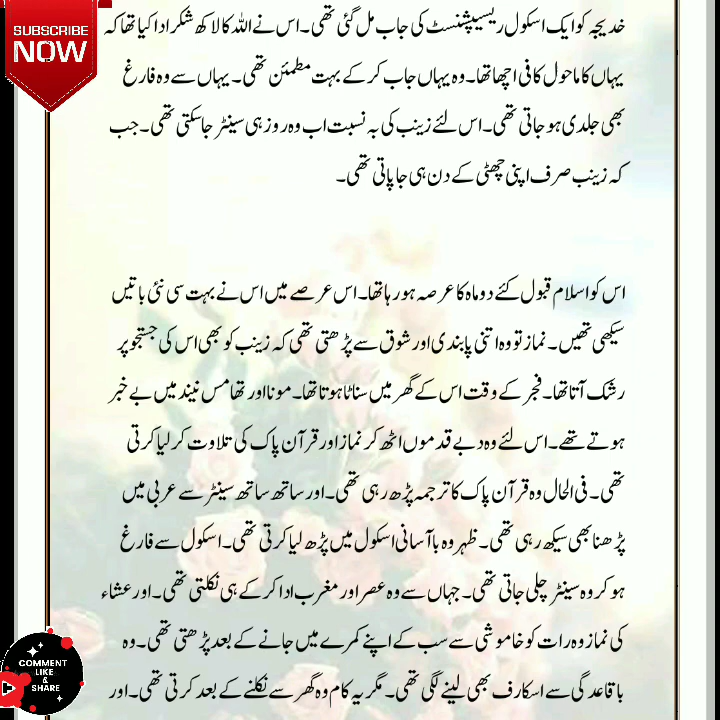 SUBSCRIBE
NOW
خدیجہ کو ایک اسکول ریسیپشنسٹ کی جاب مل گئی تھی۔ اس نے اللہ کا لاکھ شکر ادا کیا تھا کہ
یہاں کا ماحول کافی اچھا تھا۔ وہ یہاں جاب کر کے بہت مطمئن تھی۔ یہاں سے وہ فارغ
بھی جلدی ہو جاتی تھی۔ اس لئے زینب کی بہ نسبت اب وہ روز ہی سینٹر جا سکتی تھی۔ جب
کہ زینب صرف اپنی چھٹی کے دن ہی جا پاتی تھی۔
اس کو اسلام قبول کئے دو ماہ کا عرصہ ہو رہا تھا۔ اس عرصے میں اس نے بہت سی نئی باتیں
سیکھی تھیں۔ نماز تو وہ اتنی پابندی اور شوق سے پڑھتی تھی کہ زینب کو بھی اس کی جستجو پر
رشک آتا تھا۔ فجر کے وقت اس کے گھر میں سناٹا ہوتا تھا۔ مونا اور تھامس نیند میں بے خبر
ہوتے تھے۔ اس لئے وہ دبے قدموں اٹھ کر نماز اور قرآن پاک کی تلاوت کر لیا کرتی
تھی۔ فی الحال وہ قرآن پاک کا ترجمہ پڑھ رہی تھی۔ اور ساتھ ساتھ سینٹر سے عربی میں
پڑھنا بھی سیکھ رہی تھی۔ ظہر وہ با آسانی اسکول میں پڑھ لیا کرتی تھی۔ اسکول سے فارغ
ہو کر وہ سینٹر چلی جاتی تھی۔ جہاں سے وہ عصر اور مغرب ادا کر کے ہی نکلتی تھی۔ اور عشاء
کی نماز وہ رات کو خاموشی سے سب کے اپنے کمرے میں جانے کے بعد پڑھتی تھی۔ وہ
باقاعدگی سے اسکارف بھی لینے لگی تھی۔ مگر یہ کام وہ گھر سے نکلنے کے بعد کرتی تھی۔ اور
COMMENT
LIKE
&
SHARE